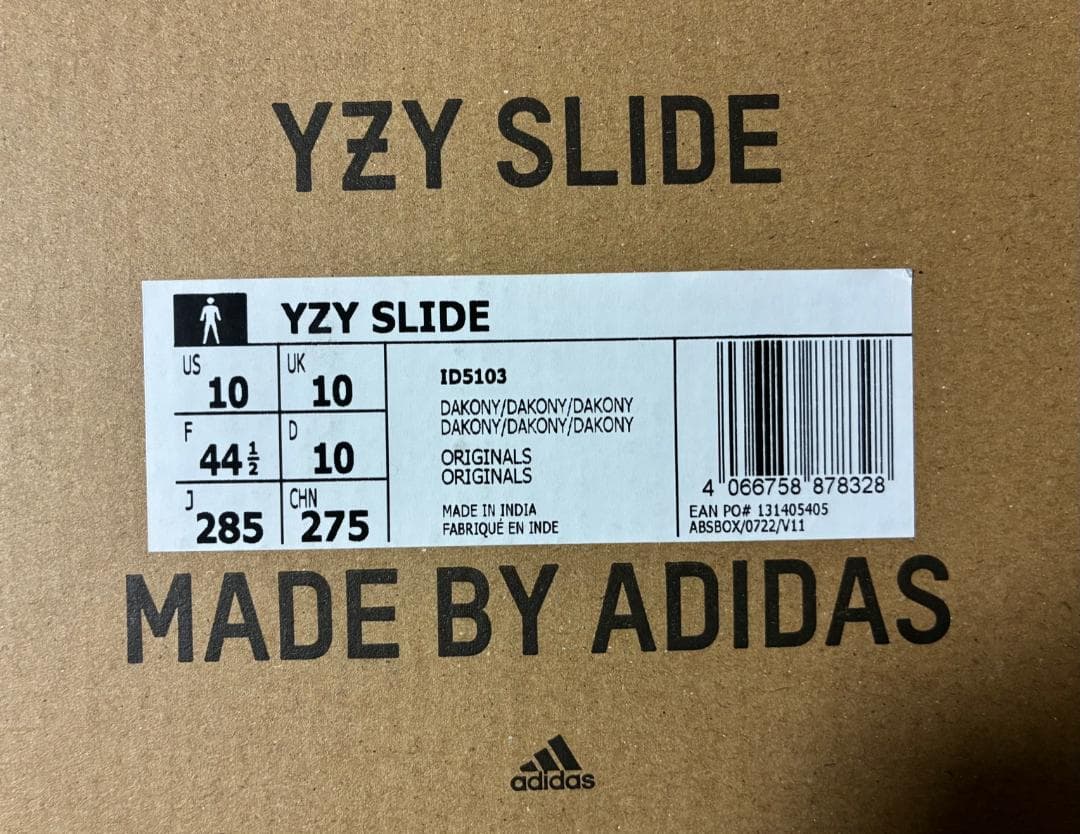 YZY SLIDE
YZY SLIDE
US 10 UK 10
F 44½ D 10
J 285 CHN 275
ID5103
DAKONY/DAKONY/DAKONY
DAKONY/DAKONY/DAKONY
ORIGINALS
ORIGINALS
MADE IN INDIA
FABRIQUÉ EN INDE
4 066758 878328
EAN PO# 131405405
ABSBOX/0722/V11
MADE BY ADIDAS
adidas